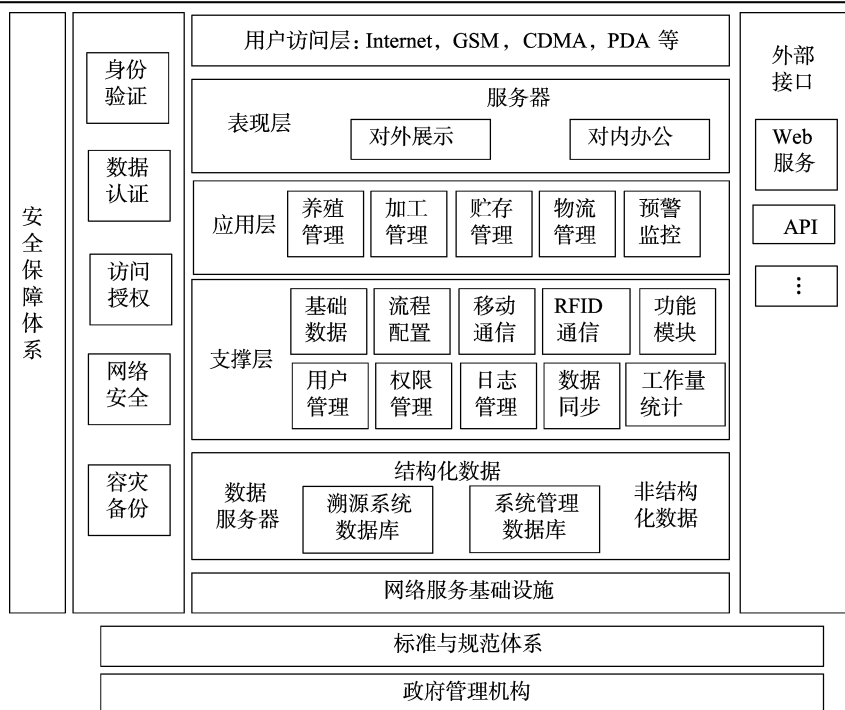 安
全
保
障
体
系
身份
验证
数据
认证
访问
授权
网络
安全
容灾
备份
用户访问层：Internet，GSM，CDMA，PDA 等
服务器
表现层
对外展示
对内办公
应用层
养殖
管理
加工
管理
贮存
管理
物流
管理
预警
监控
支撑层
基础
数据
流程
配置
移动
通信
RFID
通信
功能
模块
用户
管理
权限
管理
日志
管理
数据
同步
工作量
统计
结构化数据
数据
服务器
溯源系统
数据库
系统管理
数据库
非结构
化数据
网络服务基础设施
外部
接口
Web
服务
API
⋮
标准与规范体系
政府管理机构